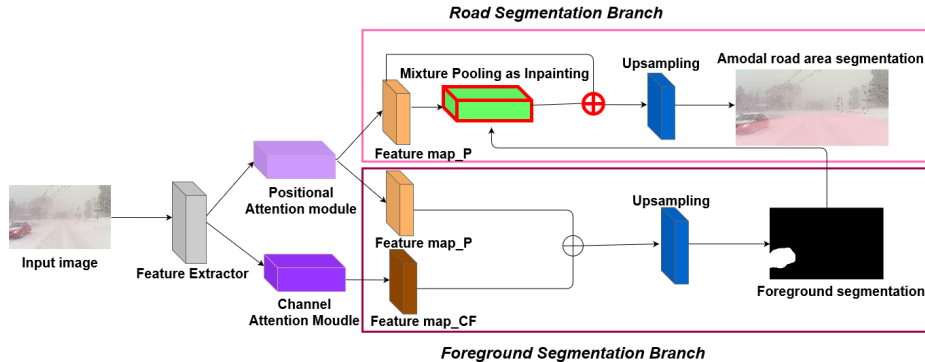 Road Segmentation Branch
Mixture Pooling as Inpainting
Upsampling
Amodal road area segmentation
Feature map_P
Positional
Attention module
Input image
Feature Extractor
Feature map_P
Upsampling
Foreground segmentation
Channel
Attention Moudle
Feature map_CF
Foreground Segmentation Branch